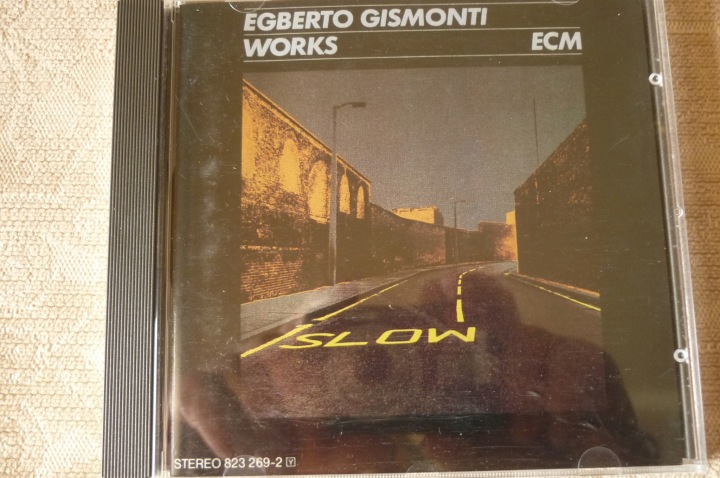 EGBERTO GISMONTI
WORKS ECM
SLOW
STEREO 823 269-2 Y